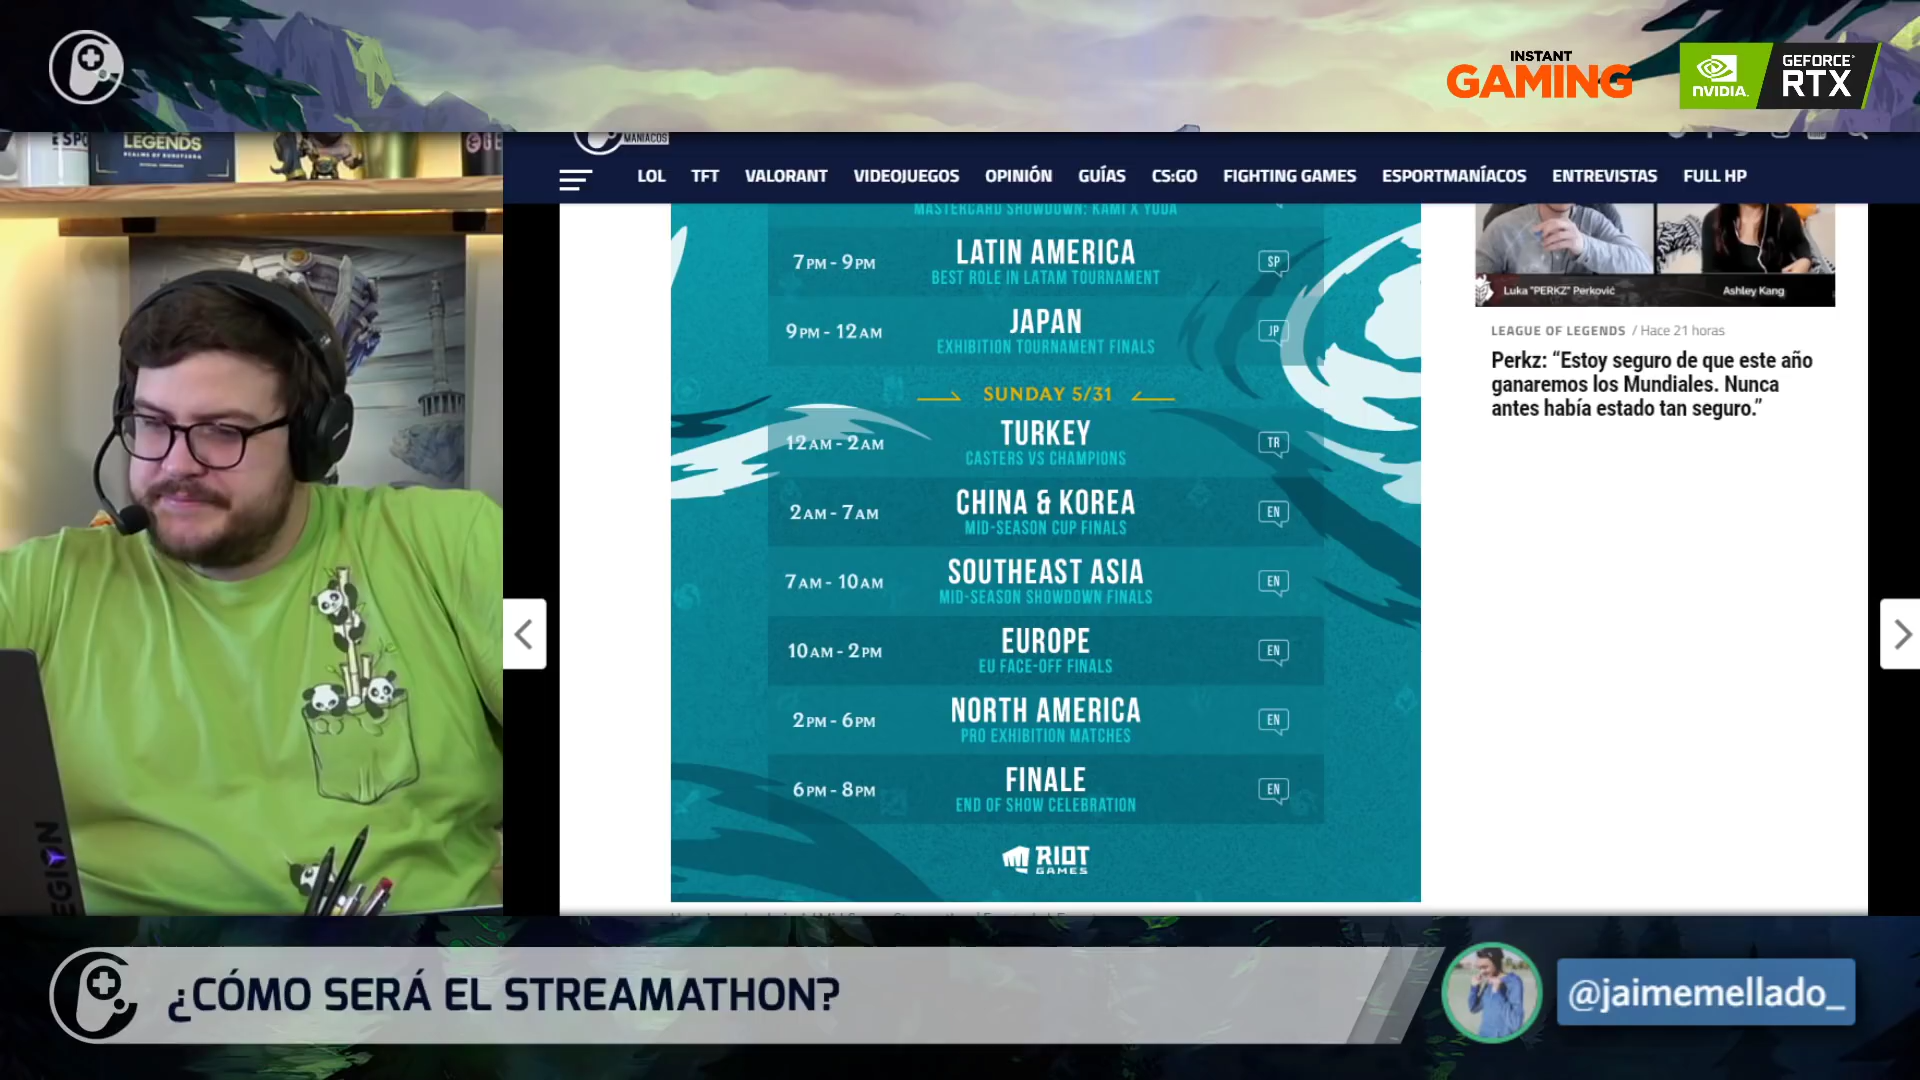 INSTANT
GAMING
NVIDIA.
GEFORCE
RTX
LEGENDS
MANIACOS
LOL TFT VALORANT VIDEOJUEGOS OPINIÓN GUÍAS CS:GO FIGHTING GAMES ESPORTMANÍACOS ENTREVISTAS FULL HP
MASTERCARD SHOWDOWN: KAMI X YODA
7PM - 9PM LATIN AMERICA SP
BEST ROLE IN LATAM TOURNAMENT
9PM - 12AM JAPAN JP
EXHIBITION TOURNAMENT FINALS
SUNDAY 5/31
12AM - 2AM TURKEY TR
CASTERS VS CHAMPIONS
2AM - 7AM CHINA & KOREA EN
MID-SEASON CUP FINALS
7AM - 10AM SOUTHEAST ASIA EN
MID-SEASON SHOWDOWN FINALS
10AM - 2PM EUROPE EN
EU FACE-OFF FINALS
2PM - 6PM NORTH AMERICA EN
PRO EXHIBITION MATCHES
6PM - 8PM FINALE EN
END OF SHOW CELEBRATION
RIOT
GAMES
Luka "PERKZ" Perković Ashley Kang
LEAGUE OF LEGENDS / Hace 21 horas
Perkz: “Estoy seguro de que este año
ganaremos los Mundiales. Nunca
antes había estado tan seguro.”
EGION
¿CÓMO SERÁ EL STREAMATHON?
@jaimemellado_